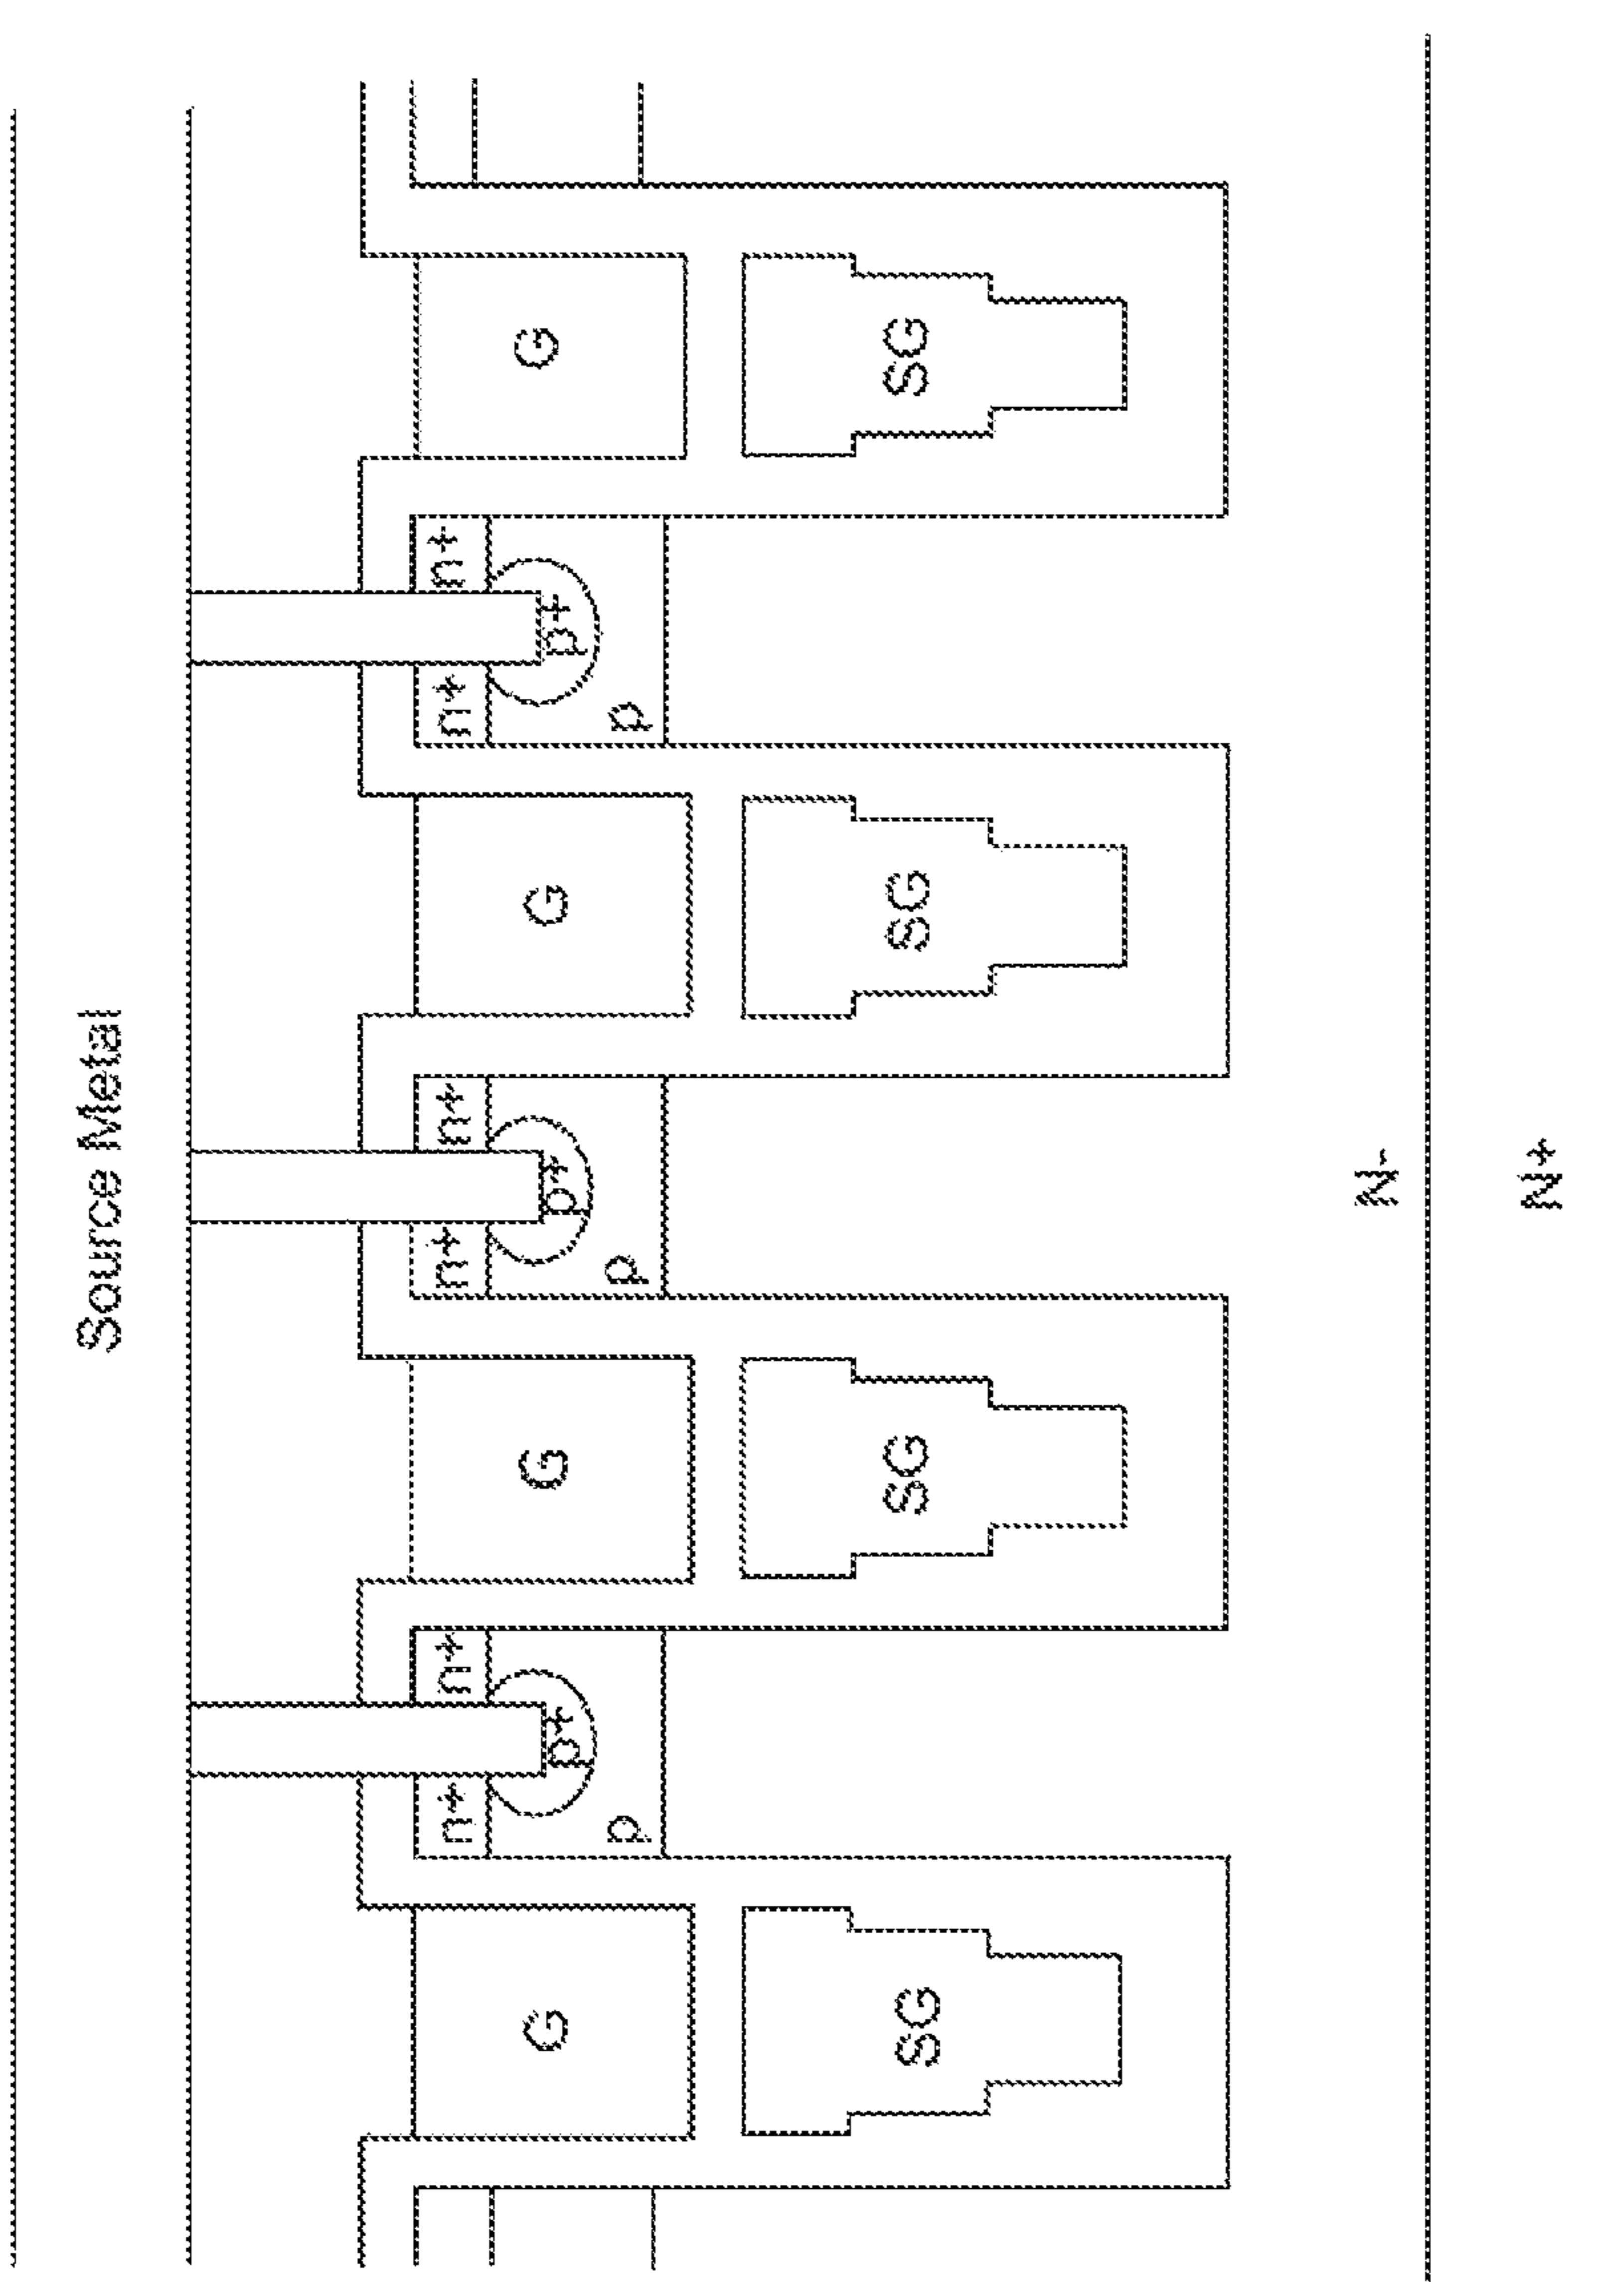 Source Metal
n+ n+ n+ n+ n+ n+
G p+ G p+ G p+ G
p p p
SG SG SG SG
N-
N+